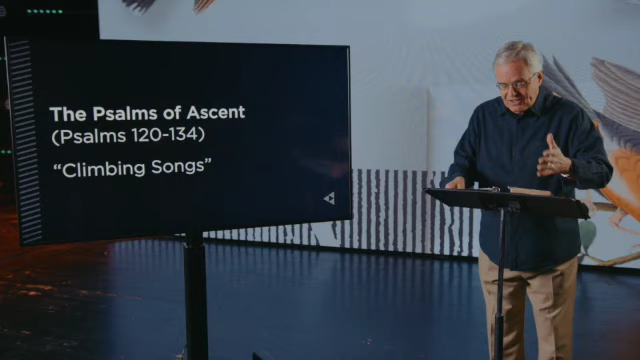 The Psalms of Ascent
(Psalms 120-134)
“Climbing Songs”